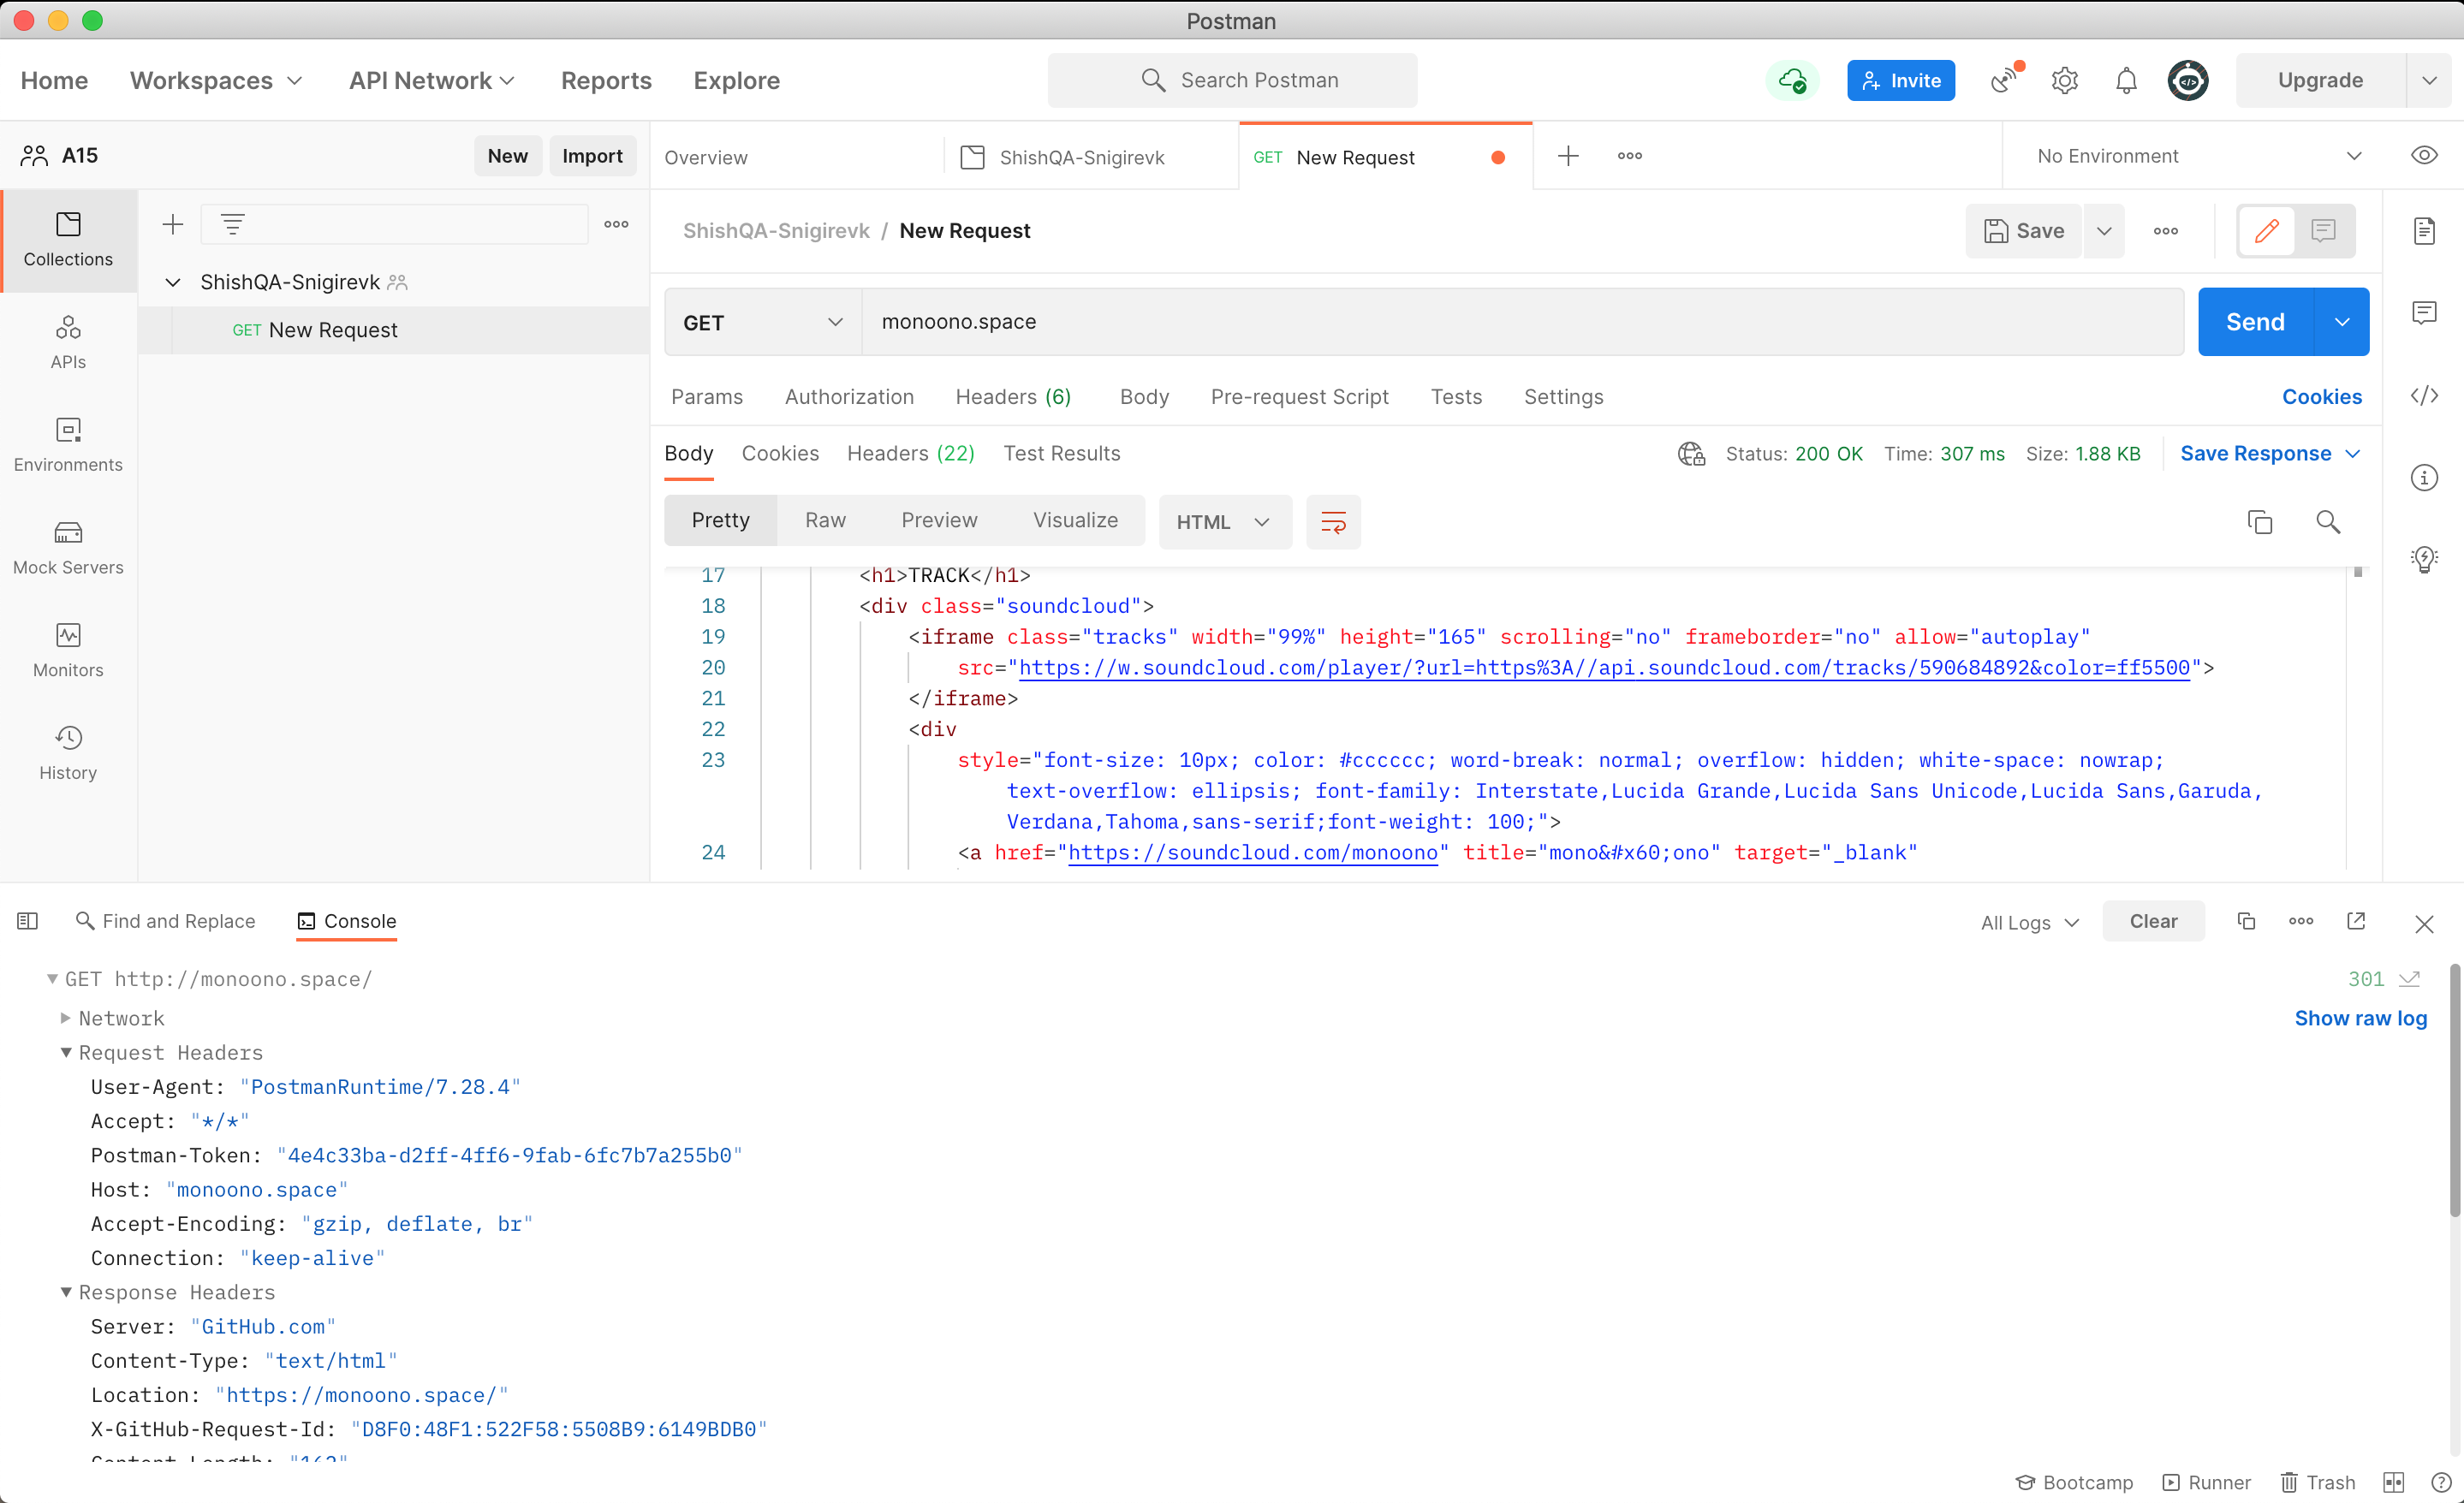 Postman
Home Workspaces API Network Reports Explore Search Postman Invite Upgrade
A15 New Import Overview ShishQA-Snigirevk GET New Request No Environment
Collections
APIs
Environments
Mock Servers
Monitors
History
ShishQA-Snigirevk
GET New Request
ShishQA-Snigirevk / New Request Save
GET monoono.space Send
Params Authorization Headers (6) Body Pre-request Script Tests Settings Cookies
Body Cookies Headers (22) Test Results Status: 200 OK Time: 307 ms Size: 1.88 KB Save Response
Pretty Raw Preview Visualize HTML
17 <h1>TRACK</h1>
18 <div class="soundcloud">
19 <iframe class="tracks" width="99%" height="165" scrolling="no" frameborder="no" allow="autoplay"
20 src="https://w.soundcloud.com/player/?url=https%3A//api.soundcloud.com/tracks/590684892&color=ff5500">
21 </iframe>
22 <div
23 style="font-size: 10px; color: #cccccc; word-break: normal; overflow: hidden; white-space: nowrap;
text-overflow: ellipsis; font-family: Interstate,Lucida Grande,Lucida Sans Unicode,Lucida Sans,Garuda,
Verdana,Tahoma,sans-serif;font-weight: 100;">
24 <a href="https://soundcloud.com/monoono" title="mono&#x60;ono" target="_blank"
Find and Replace Console All Logs Clear
GET http://monoono.space/ 301
Network Show raw log
Request Headers
User-Agent: "PostmanRuntime/7.28.4"
Accept: "*/*"
Postman-Token: "4e4c33ba-d2ff-4ff6-9fab-6fc7b7a255b0"
Host: "monoono.space"
Accept-Encoding: "gzip, deflate, br"
Connection: "keep-alive"
Response Headers
Server: "GitHub.com"
Content-Type: "text/html"
Location: "https://monoono.space/"
X-GitHub-Request-Id: "D8F0:48F1:522F58:5508B9:6149BDB0"
Content-Length: "162"
Bootcamp Runner Trash